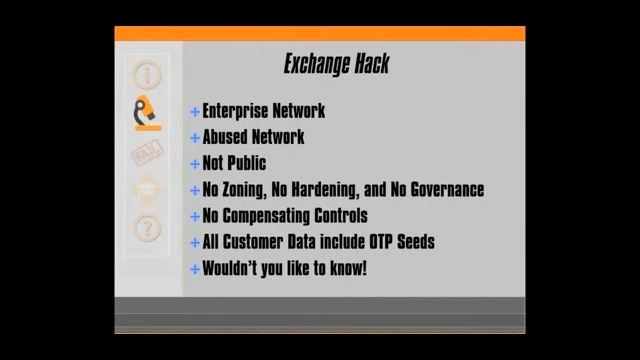 Exchange Hack
Enterprise Network
Abused Network
Not Public
No Zoning, No Hardening, and No Governance
No Compensating Controls
All Customer Data include OTP Seeds
Wouldn't you like to know!
i
FAIL
?